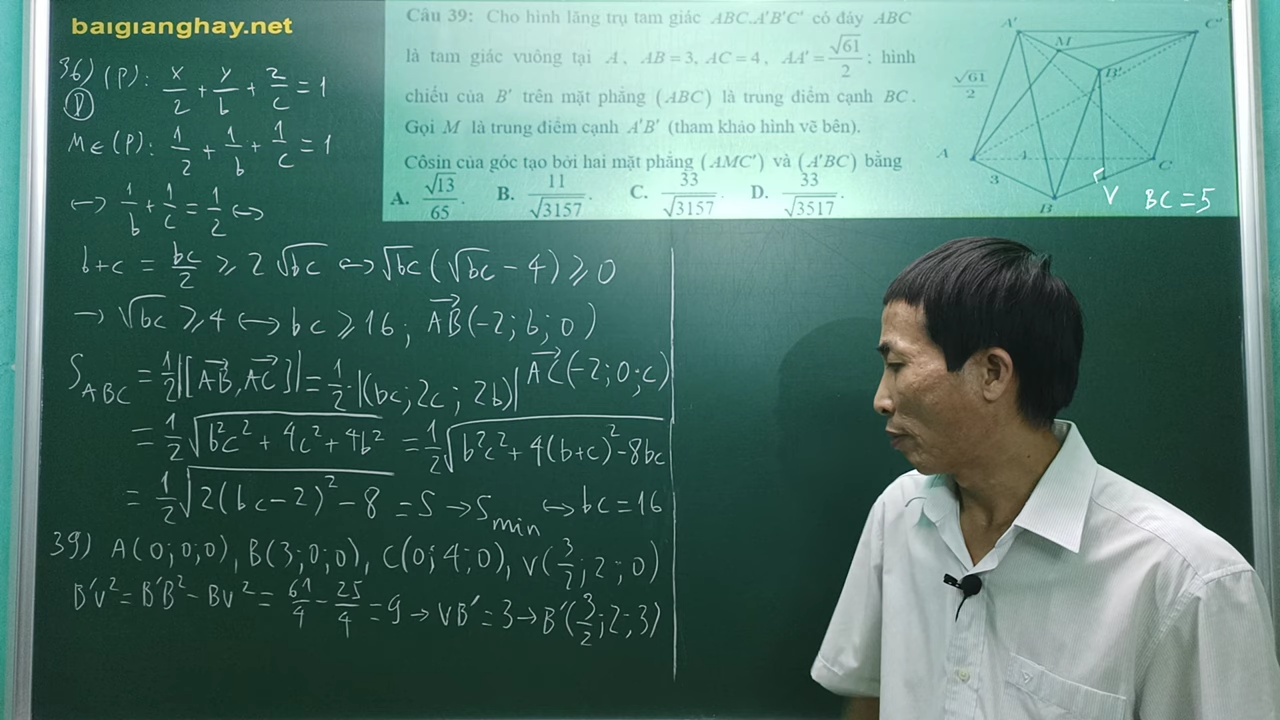 baigianghay.net
Câu 39: Cho hình lăng trụ tam giác ABC.A'B'C' có đáy ABC
là tam giác vuông tại A, AB = 3, AC = 4, AA' = √61/2; hình
chiếu của B' trên mặt phẳng (ABC) là trung điểm cạnh BC.
Gọi M là trung điểm cạnh A'B' (tham khảo hình vẽ bên).
Côsin của góc tạo bởi hai mặt phẳng (AMC') và (A'BC) bằng
A. √13/65. B. 11/√3157. C. 33/√3157. D. 33/√3517.
A' C' M B'
√61/2
A 4 C
3 B V BC = 5
36) (P): x/2 + y/b + z/c = 1
D
M∈(P): 1/2 + 1/b + 1/c = 1
↔ 1/b + 1/c = 1/2 ↔
b+c = bc/2 ≥ 2√bc ↔ √bc(√bc - 4) ≥ 0
→ √bc ≥ 4 ↔ bc ≥ 16; AB(-2; b; 0)
S ABC = 1/2|[AB, AC]| = 1/2.|(bc; 2c; 2b)| AC(-2; 0; c)
= 1/2√(b²c² + 4c² + 4b²) = 1/2√(b²c² + 4(b+c)² - 8bc)
= 1/2√(2(bc-2)² - 8) = S → S min ↔ bc = 16
39) A(0;0;0), B(3;0;0), C(0;4;0), V(3/2; 2; 0)
B'V² = B'B² - BV² = 61/4 - 25/4 = 9 → VB' = 3 → B'(3/2; 2; 3)